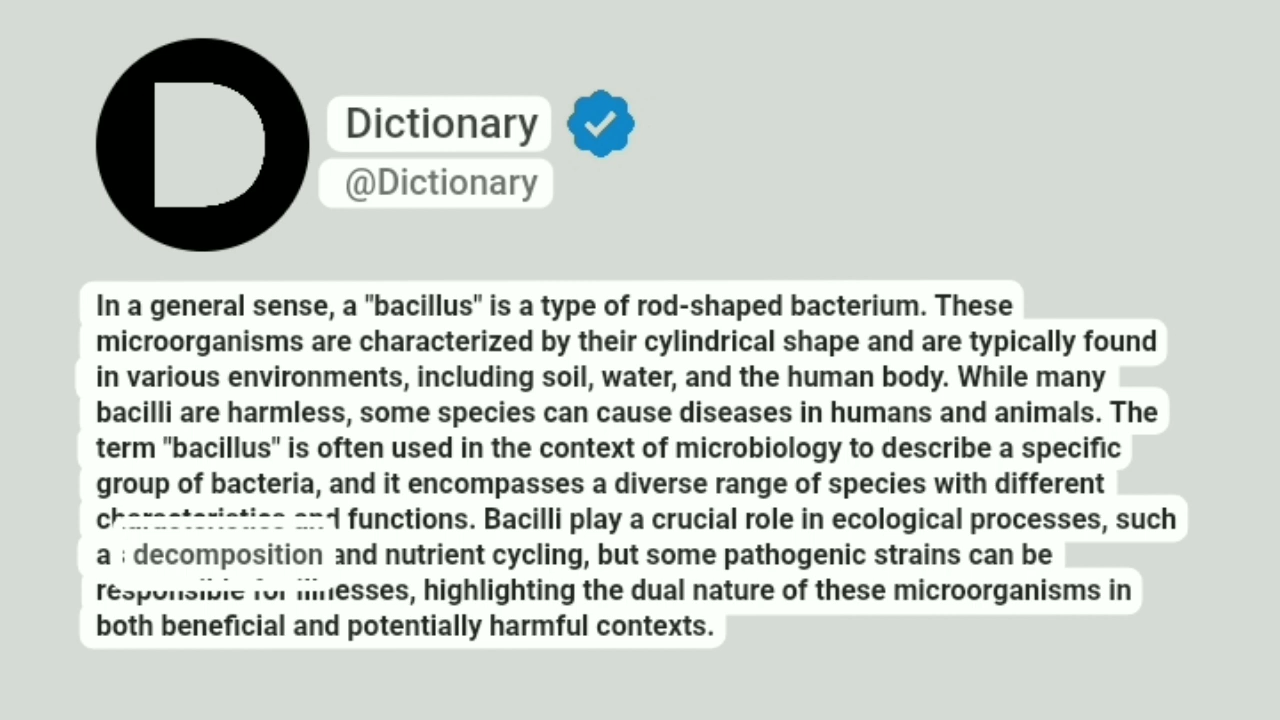 D
Dictionary
@Dictionary
In a general sense, a "bacillus" is a type of rod-shaped bacterium. These
microorganisms are characterized by their cylindrical shape and are typically found
in various environments, including soil, water, and the human body. While many
bacilli are harmless, some species can cause diseases in humans and animals. The
term "bacillus" is often used in the context of microbiology to describe a specific
group of bacteria, and it encompasses a diverse range of species with different
characteristics and functions. Bacilli play a crucial role in ecological processes, such
a decomposition and nutrient cycling, but some pathogenic strains can be
responsible for illnesses, highlighting the dual nature of these microorganisms in
both beneficial and potentially harmful contexts.